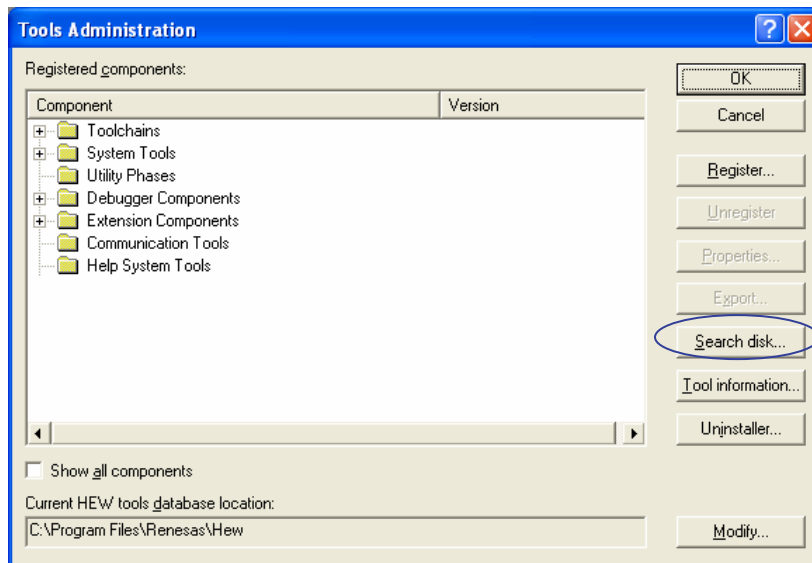 Tools Administration
Registered components:
Component Version
Toolchains
System Tools
Utility Phases
Debugger Components
Extension Components
Communication Tools
Help System Tools
OK
Cancel
Register...
Unregister
Properties...
Export...
Search disk...
Tool information...
Uninstaller...
Show all components
Current HEW tools database location:
C:\Program Files\Renesas\Hew
Modify...